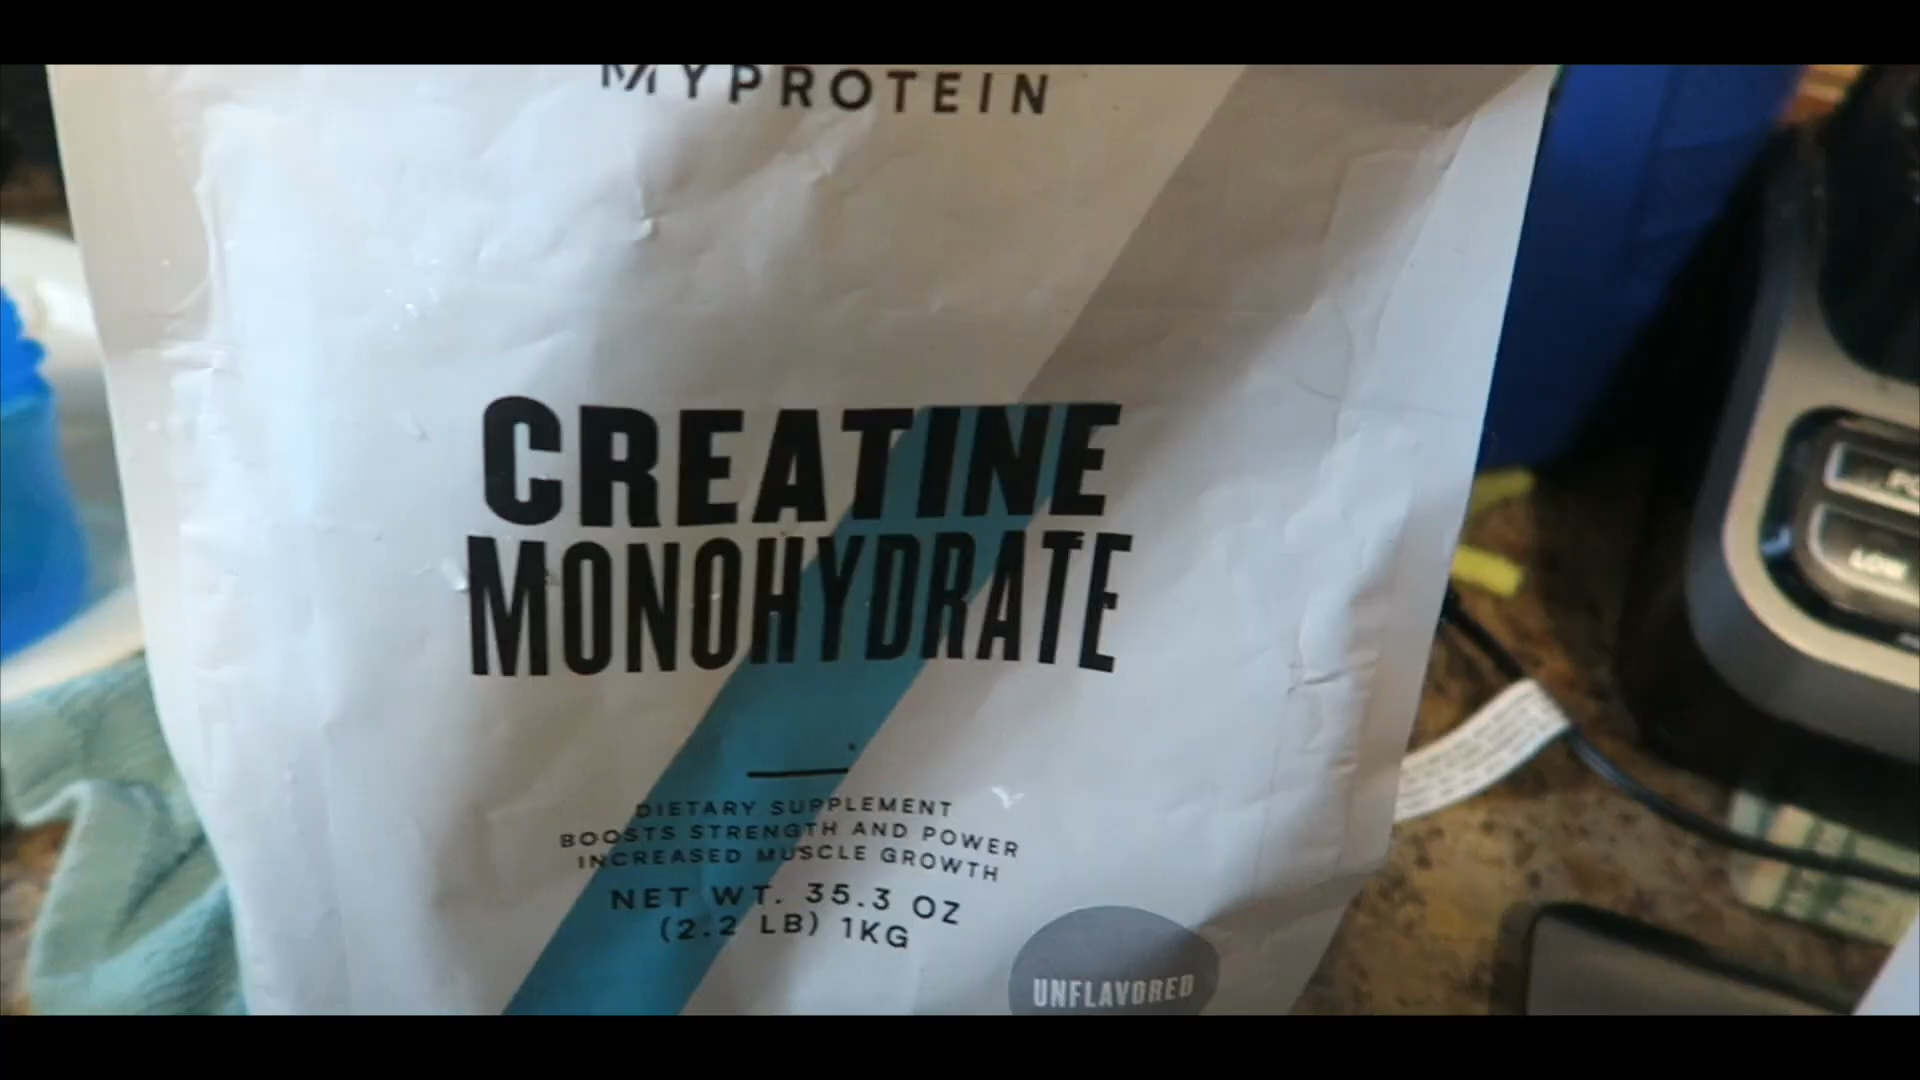 MYPROTEIN
CREATINE
MONOHYDRATE
DIETARY SUPPLEMENT
BOOSTS STRENGTH AND POWER
INCREASED MUSCLE GROWTH
NET WT. 35.3 OZ
(2.2 LB) 1KG
UNFLAVORED
LOW